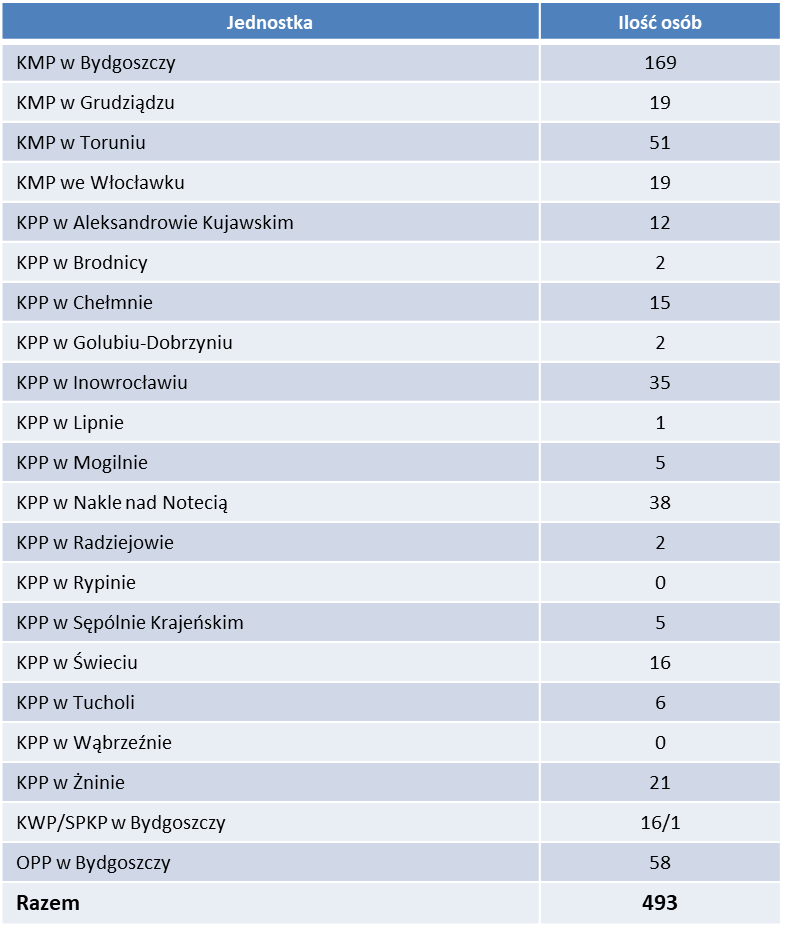 Jednostka Ilość osób
KMP w Bydgoszczy 169
KMP w Grudziądzu 19
KMP w Toruniu 51
KMP we Włocławku 19
KPP w Aleksandrowie Kujawskim 12
KPP w Brodnicy 2
KPP w Chełmnie 15
KPP w Golubiu-Dobrzyniu 2
KPP w Inowrocławiu 35
KPP w Lipnie 1
KPP w Mogilnie 5
KPP w Nakle nad Notecią 38
KPP w Radziejowie 2
KPP w Rypinie 0
KPP w Sępólnie Krajeńskim 5
KPP w Świeciu 16
KPP w Tucholi 6
KPP w Wąbrzeźnie 0
KPP w Żninie 21
KWP/SPKP w Bydgoszczy 16/1
OPP w Bydgoszczy 58
Razem 493